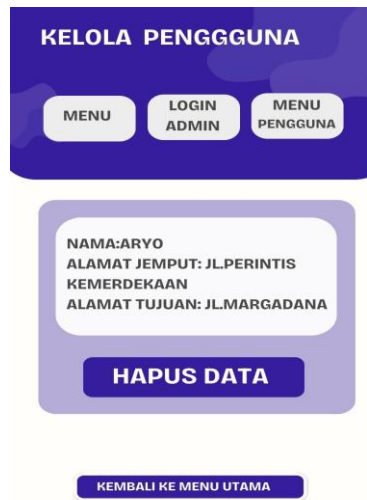 KELOLA PENGGGUNA
MENU
LOGIN
ADMIN
MENU
PENGGUNA
NAMA:ARYO
ALAMAT JEMPUT: JL.PERINTIS
KEMERDEKAAN
ALAMAT TUJUAN: JL.MARGADANA
HAPUS DATA
KEMBALI KE MENU UTAMA